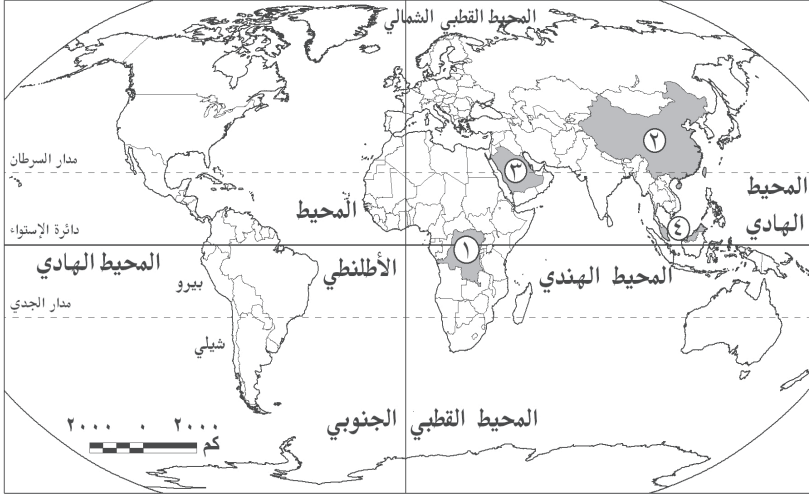 المحيط القطبي الشمالي
٢
٣
مدار السرطان
المحيط
الهادي
المحيط
الأطلنطي
٤
دائرة الإستواء
١
المحيط الهادي
المحيط الهندي
بيرو
مدار الجدي
شيلي
المحيط القطبي الجنوبي
٢٠٠٠ ٠ ٢٠٠٠
كم